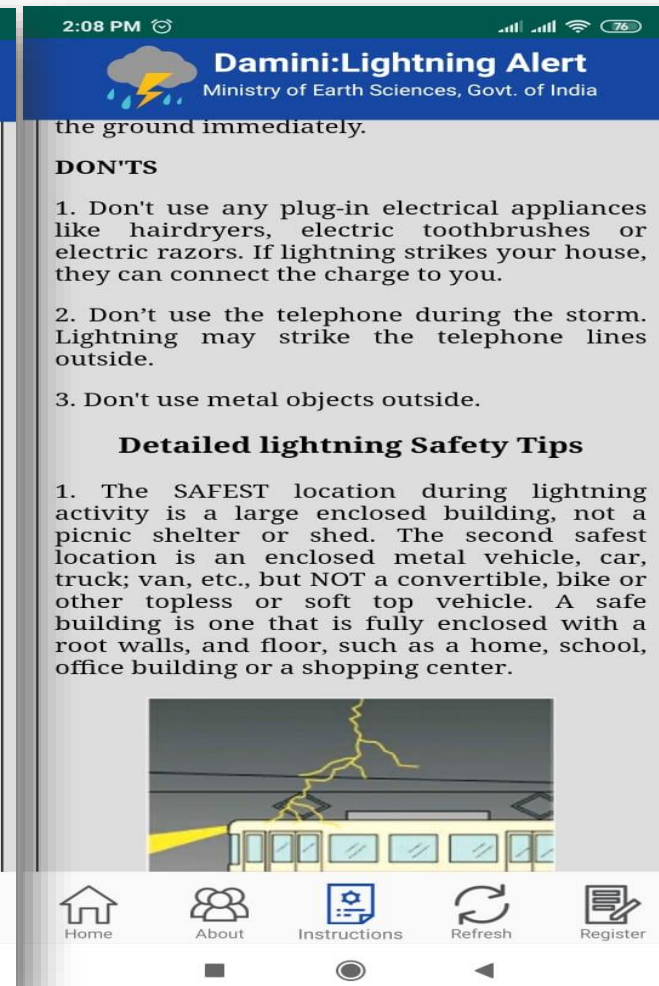 2:08 PM
76
Damini:Lightning Alert
Ministry of Earth Sciences, Govt. of India
the ground immediately.
DON'TS
1. Don't use any plug-in electrical appliances
like hairdryers, electric toothbrushes or
electric razors. If lightning strikes your house,
they can connect the charge to you.
2. Don’t use the telephone during the storm.
Lightning may strike the telephone lines
outside.
3. Don't use metal objects outside.
Detailed lightning Safety Tips
1. The SAFEST location during lightning
activity is a large enclosed building, not a
picnic shelter or shed. The second safest
location is an enclosed metal vehicle, car,
truck; van, etc., but NOT a convertible, bike or
other topless or soft top vehicle. A safe
building is one that is fully enclosed with a
root walls, and floor, such as a home, school,
office building or a shopping center.
Home
About
Instructions
Refresh
Register